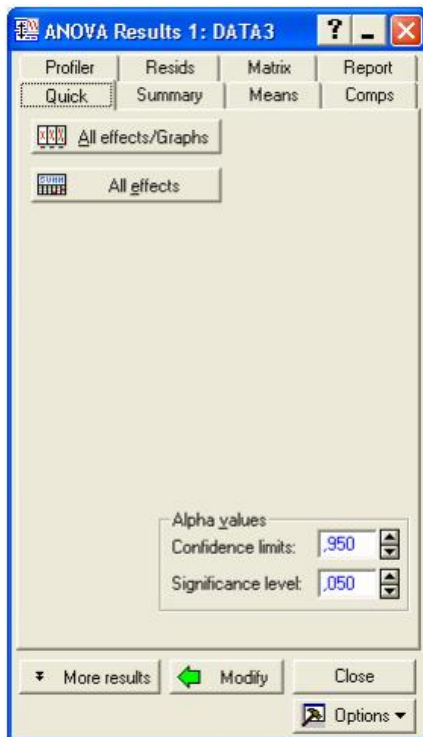 ANOVA Results 1: DATA3
Profiler Resids Matrix Report
Quick Summary Means Comps
All effects/Graphs
All effects
Alpha values
Confidence limits: ,950
Significance level: ,050
More results Modify Close
Options